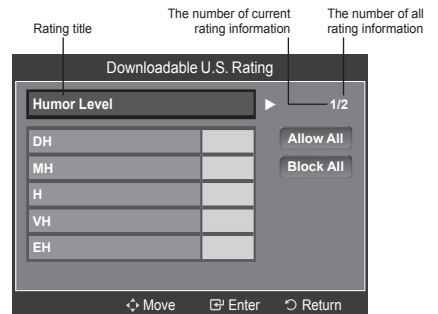 Rating title
The number of current
rating information
The number of all
rating information
Downloadable U.S. Rating
Humor Level
1/2
DH
MH
H
VH
EH
Allow All
Block All
Move
Enter
Return